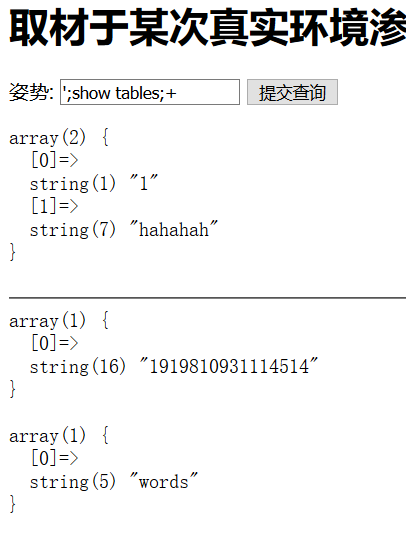 取材于某次真实环境渗
姿势: ';show tables;+ 提交查询
array(2) {
  [0]=>
  string(1) "1"
  [1]=>
  string(7) "hahahah"
}
array(1) {
  [0]=>
  string(16) "1919810931114514"
}
array(1) {
  [0]=>
  string(5) "words"
}